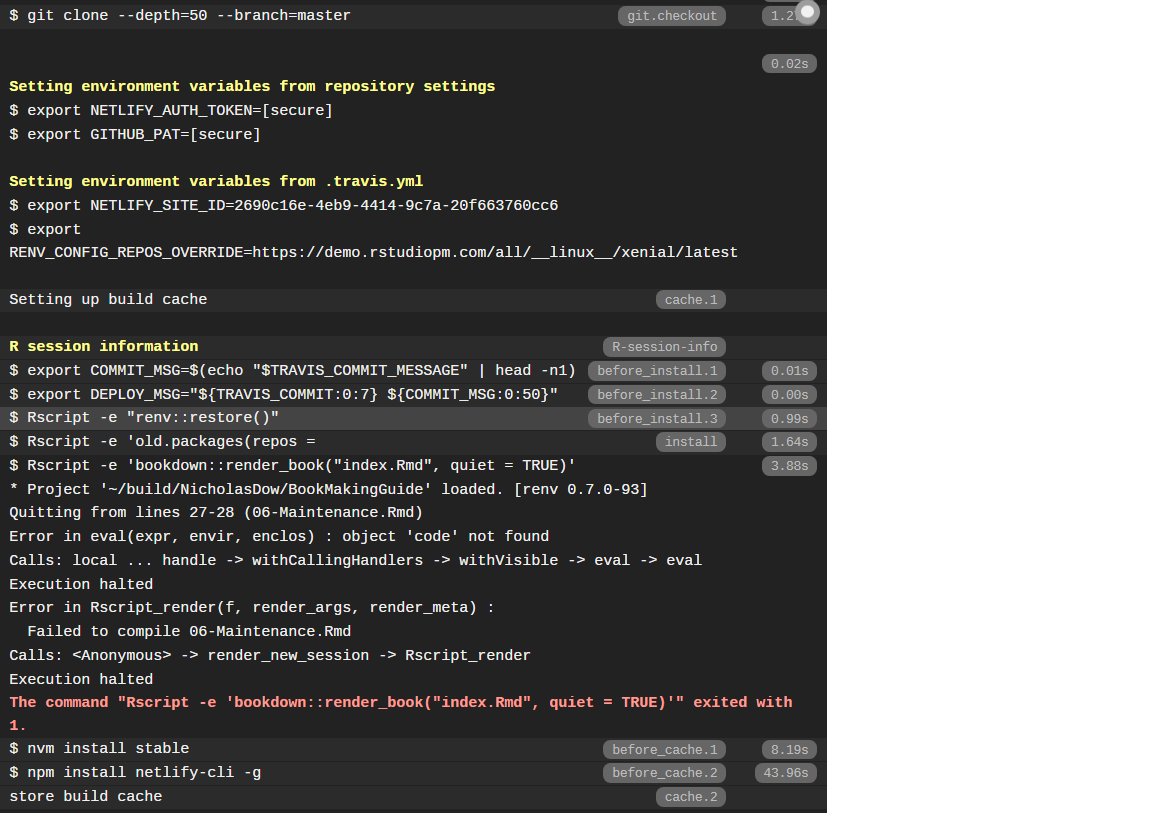 $ git clone --depth=50 --branch=master git.checkout
0.02s
Setting environment variables from repository settings
$ export NETLIFY_AUTH_TOKEN=[secure]
$ export GITHUB_PAT=[secure]
Setting environment variables from .travis.yml
$ export NETLIFY_SITE_ID=2690c16e-4eb9-4414-9c7a-20f663760cc6
$ export
RENV_CONFIG_REPOS_OVERRIDE=https://demo.rstudiopm.com/all/__linux__/xenial/latest
Setting up build cache cache.1
R session information R-session-info
$ export COMMIT_MSG=$(echo "$TRAVIS_COMMIT_MESSAGE" | head -n1) before_install.1 0.01s
$ export DEPLOY_MSG="${TRAVIS_COMMIT:0:7} ${COMMIT_MSG:0:50}" before_install.2 0.00s
$ Rscript -e "renv::restore()" before_install.3 0.99s
$ Rscript -e 'old.packages(repos = install 1.64s
$ Rscript -e 'bookdown::render_book("index.Rmd", quiet = TRUE)' 3.88s
* Project '~/build/NicholasDow/BookMakingGuide' loaded. [renv 0.7.0-93]
Quitting from lines 27-28 (06-Maintenance.Rmd)
Error in eval(expr, envir, enclos) : object 'code' not found
Calls: local ... handle -> withCallingHandlers -> withVisible -> eval -> eval
Execution halted
Error in Rscript_render(f, render_args, render_meta) :
  Failed to compile 06-Maintenance.Rmd
Calls: <Anonymous> -> render_new_session -> Rscript_render
Execution halted
The command "Rscript -e 'bookdown::render_book("index.Rmd", quiet = TRUE)'" exited with
1.
$ nvm install stable before_cache.1 8.19s
$ npm install netlify-cli -g before_cache.2 43.96s
store build cache cache.2